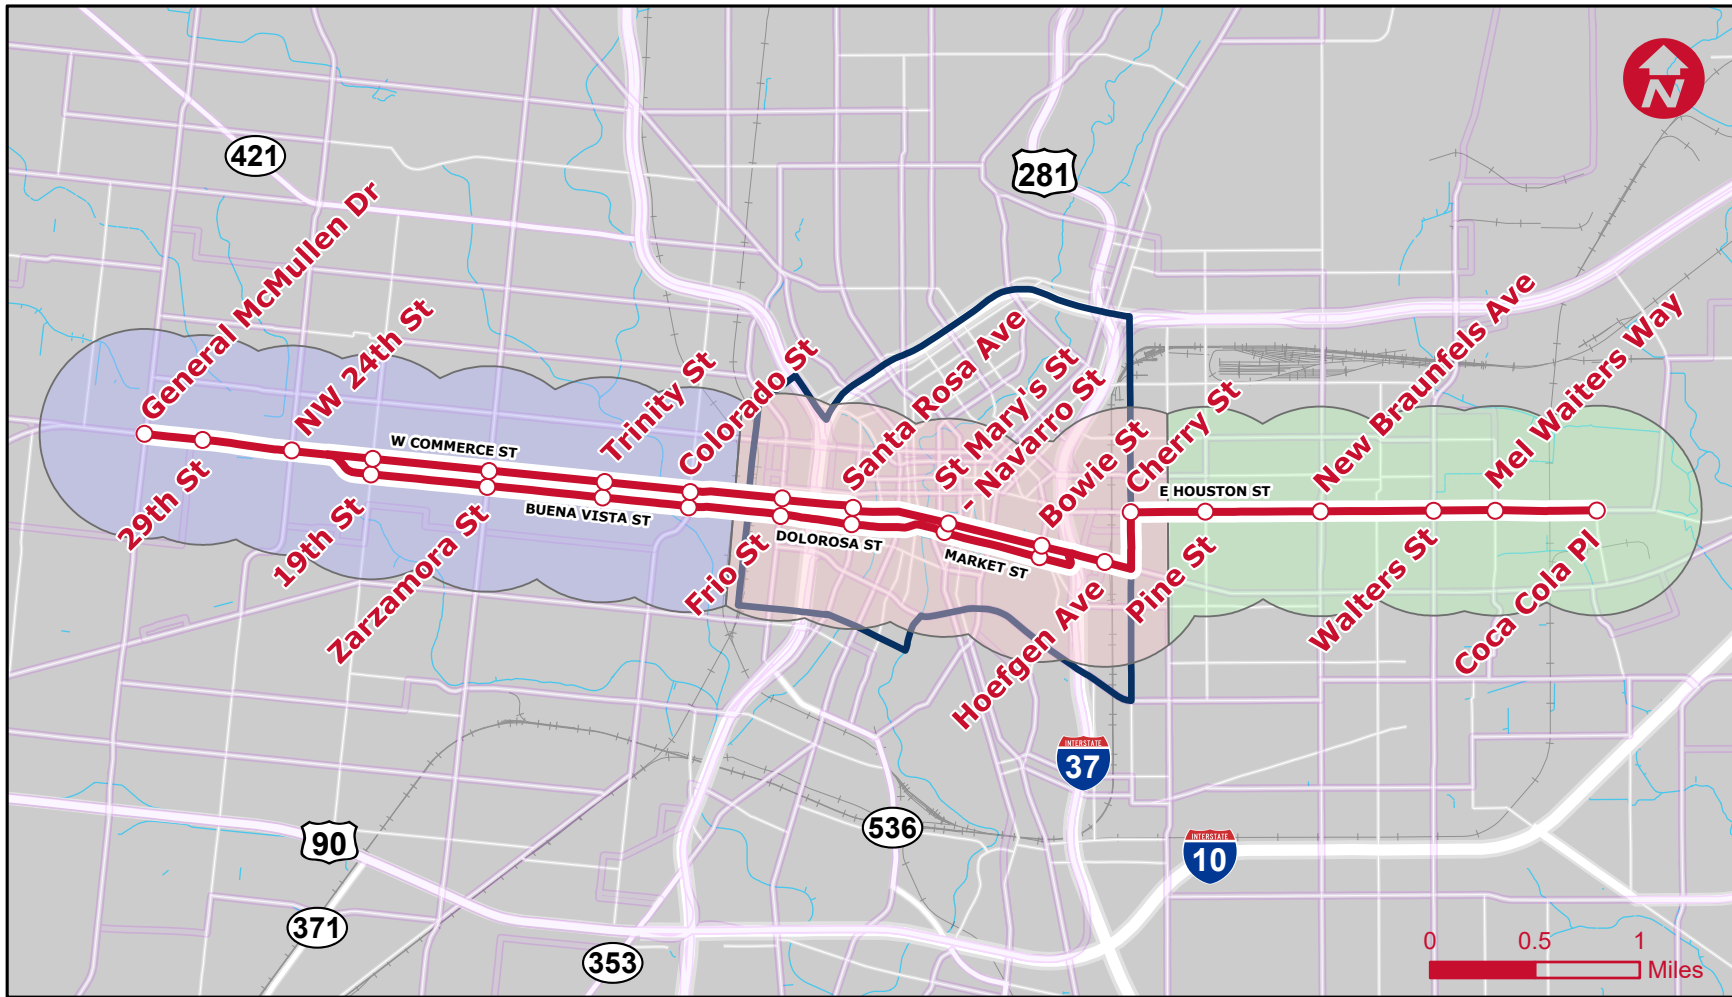 N
421
281
General McMullen Dr
NW 24th St
Trinity St
Colorado St
Santa Rosa Ave
St Mary's St
- Navarro St
Bowie St
Cherry St
New Braunfels Ave
Mel Waiters Way
W COMMERCE ST
BUENA VISTA ST
DOLOROSA ST
MARKET ST
E HOUSTON ST
29th St
19th St
Zarzamora St
Frio St
Hoefgen Ave
Pine St
Walters St
Coca Cola Pl
INTERSTATE
37
90
536
INTERSTATE
10
371
353
0 0.5 1
Miles